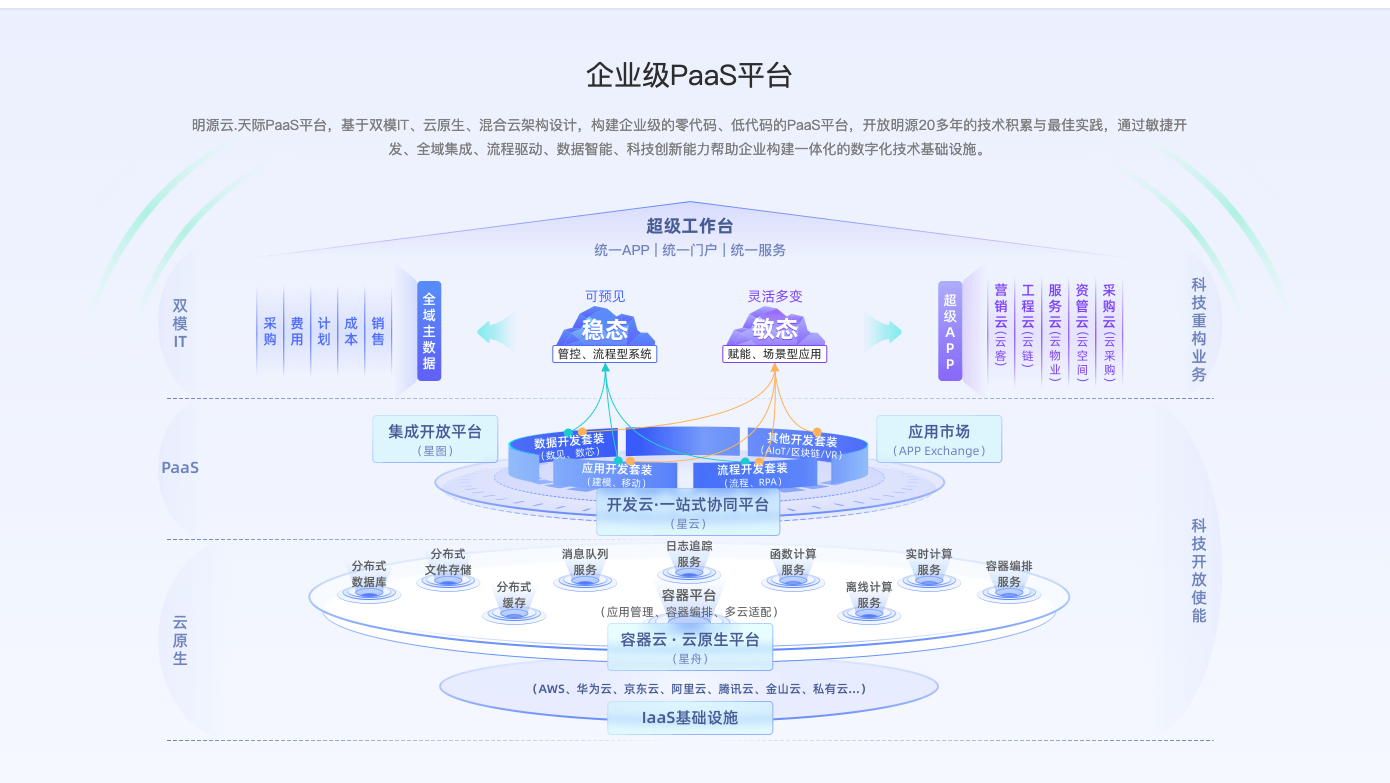 企业级PaaS平台
明源云.天际PaaS平台，基于双模IT、云原生、混合云架构设计，构建企业级的零代码、低代码的PaaS平台，开放明源20多年的技术积累与最佳实践，通过敏捷开
发、全域集成、流程驱动、数据智能、科技创新能力帮助企业构建一体化的数字化技术基础设施。
超级工作台
统一APP | 统一门户 | 统一服务
双模IT
采购
费用
计划
成本
销售
全域主数据
可预见
稳态
管控、流程型系统
灵活多变
敏态
赋能、场景型应用
超级APP
营销云(云客)
工程云(云链)
服务云(云物业)
资管云(云空间)
采购云(云采购)
科技重构业务
PaaS
集成开放平台
（星图）
数据开发套装
（数见、数芯）
其他开发套装
（AIoT/区块链/VR）
应用开发套装
（建模、移动）
流程开发套装
（流程、RPA）
应用市场
（APP Exchange）
开发云·一站式协同平台
（星云）
科技开放使能
云原生
分布式
数据库
分布式
文件存储
分布式
缓存
消息队列
服务
日志追踪
服务
函数计算
服务
离线计算
服务
实时计算
服务
容器编排
服务
容器平台
（应用管理、容器编排、多云适配）
容器云 · 云原生平台
（星舟）
（AWS、华为云、京东云、阿里云、腾讯云、金山云、私有云...）
IaaS基础设施